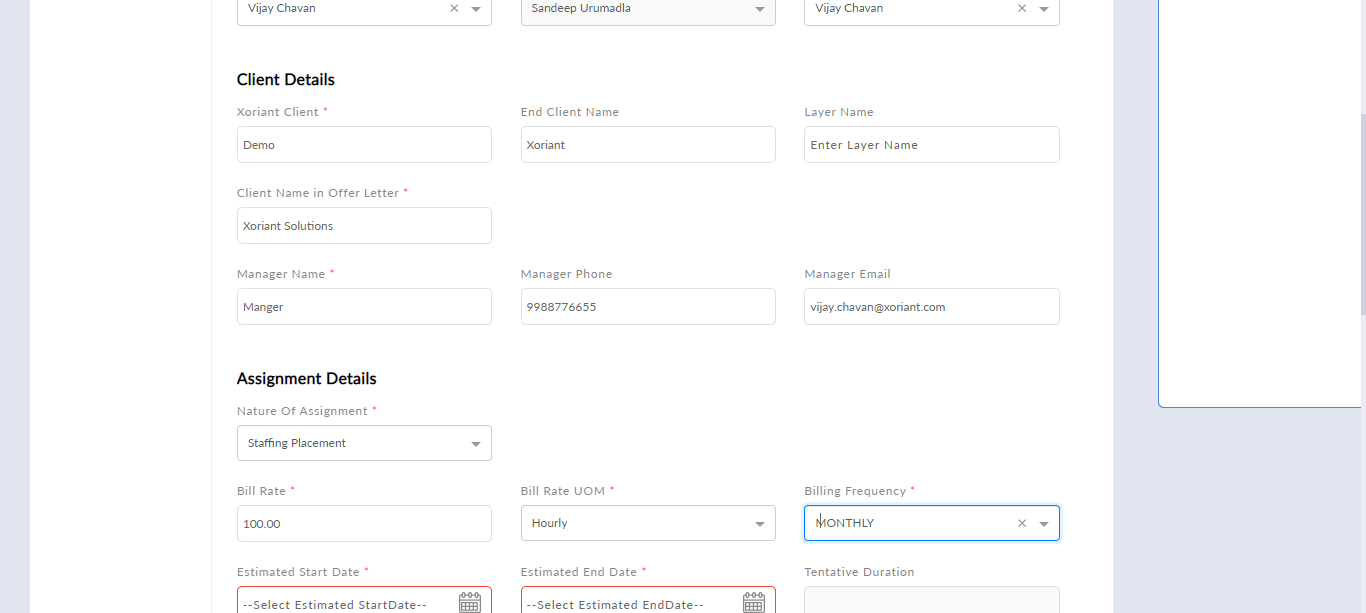 Vijay Chavan × Sandeep Urumadla Vijay Chavan ×
Client Details
Xoriant Client * End Client Name Layer Name
Demo Xoriant Enter Layer Name
Client Name in Offer Letter *
Xoriant Solutions
Manager Name * Manager Phone Manager Email
Manger 9988776655 vijay.chavan@xoriant.com
Assignment Details
Nature Of Assignment *
Staffing Placement
Bill Rate * Bill Rate UOM * Billing Frequency *
100.00 Hourly MONTHLY ×
Estimated Start Date * Estimated End Date * Tentative Duration
--Select Estimated StartDate-- --Select Estimated EndDate--